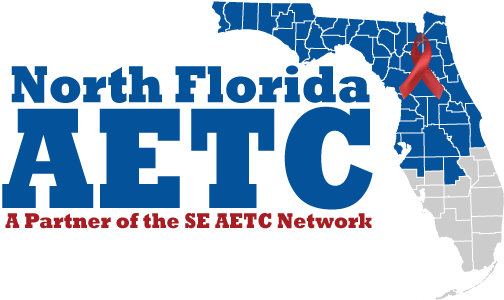 North Florida
AETC
A Partner of the SE AETC Network